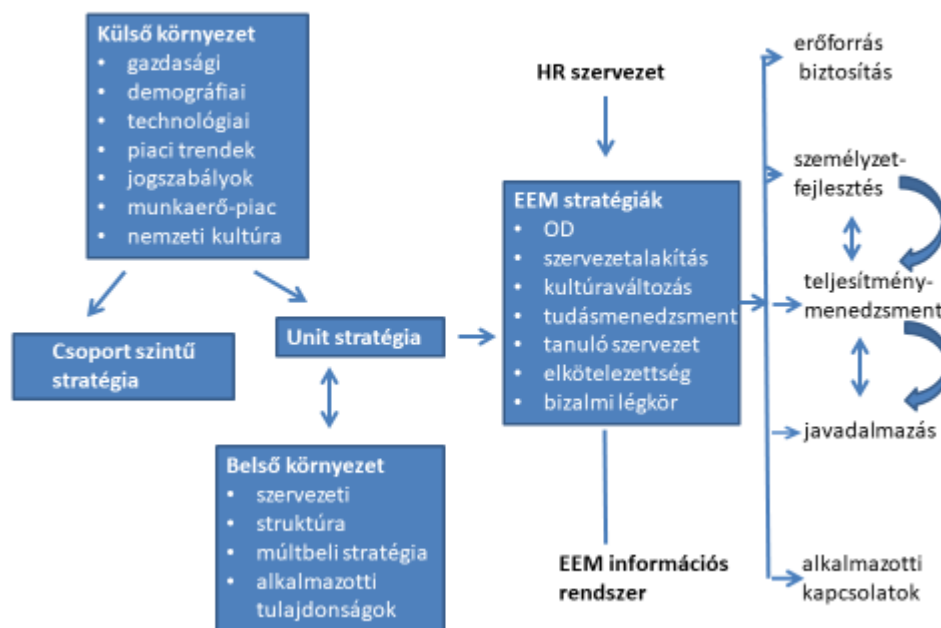 Külső környezet
• gazdasági
• demográfiai
• technológiai
• piaci trendek
• jogszabályok
• munkaerő-piac
• nemzeti kultúra
Csoport szintű
stratégia
Unit stratégia
Belső környezet
• szervezeti
• struktúra
• múltbeli stratégia
• alkalmazotti
tulajdonságok
HR szervezet
EEM stratégiák
• OD
• szervezetalakítás
• kultúraváltozás
• tudásmenedzsment
• tanuló szervezet
• elkötelezettség
• bizalmi légkör
EEM információs
rendszer
erőforrás
biztosítás
személyzet-
fejlesztés
teljesítmény-
menedzsment
javadalmazás
alkalmazotti
kapcsolatok